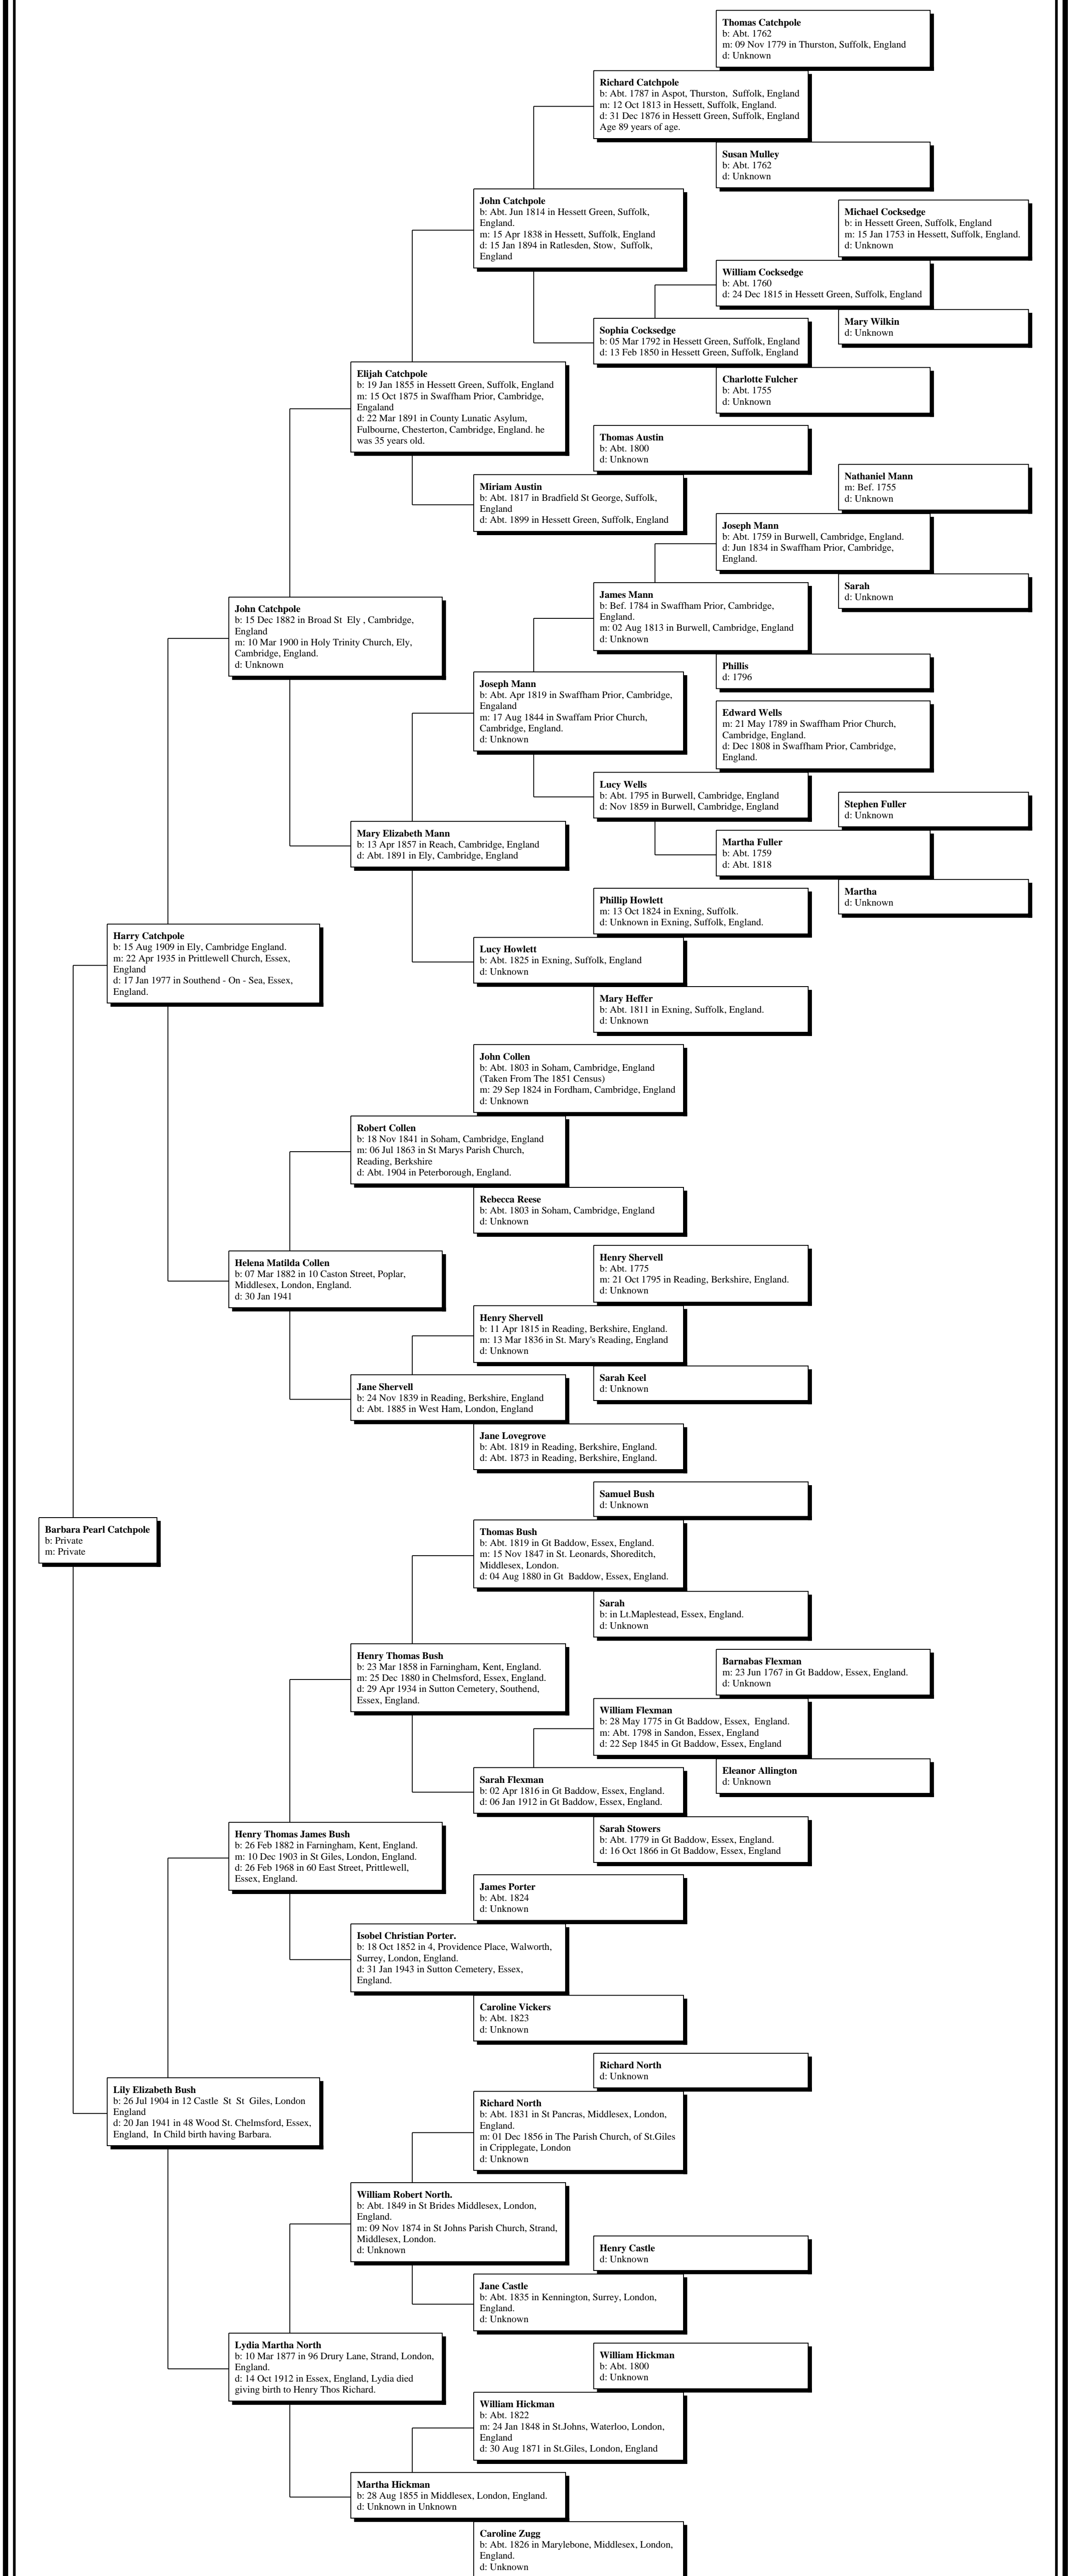 Thomas Catchpole
b: Abt. 1762
m: 09 Nov 1779 in Thurston, Suffolk, England
d: Unknown
Richard Catchpole
b: Abt. 1787 in Aspot, Thurston, Suffolk, England
m: 12 Oct 1813 in Hessett, Suffolk, England.
d: 31 Dec 1876 in Hessett Green, Suffolk, England
Age 89 years of age.
Susan Mulley
b: Abt. 1762
d: Unknown
John Catchpole
b: Abt. Jun 1814 in Hessett Green, Suffolk,
England.
m: 15 Apr 1838 in Hessett, Suffolk, England
d: 15 Jan 1894 in Ratlesden, Stow, Suffolk,
England
Michael Cocksedge
b: in Hessett Green, England
m: 15 Jan 1753 in Hessett, Suffolk, England.
d: Unknown
William Cocksedge
b: Abt. 1760
d: 24 Dec 1815 in Hessett Green, Suffolk, England
Mary Wilkin
d: Unknown
Sophia Cocksedge
b: 05 Mar 1792 in Hessett Green, Suffolk, England
d: 13 Feb 1850 in Hessett Green, Suffolk, England
Charlotte Fulcher
b: Abt. 1755
d: Unknown
Elijah Catchpole
b: 19 Jan 1855 in Hessett Green, Suffolk, England
m: 15 Oct 1875 in Swaffham Prior, Cambridge,
Engaland
d: 22 Mar 1891 in County Lunatic Asylum,
Fulbourne, Chesterton, Cambridge, England. he
was 35 years old.
Thomas Austin
b: Abt. 1800
d: Unknown
Miriam Austin
b: Abt. 1817 in Bradfield St George, Suffolk,
England
d: Abt. 1899 in Hessett Green, Suffolk, England
Nathaniel Mann
m: Bef. 1755
d: Unknown
Joseph Mann
b: Abt. 1759 in Burwell, Cambridge, England.
d: Jun 1834 in Swaffham Prior, Cambridge,
England.
Sarah
d: Unknown
James Mann
b: Bef. 1784 in Swaffham Prior, Cambridge,
England.
m: 02 Aug 1813 in Burwell, Cambridge, England
d: Unknown
Phillis
d: 1796
John Catchpole
b: 15 Dec 1882 in Broad St Ely , Cambridge,
England
m: 10 Mar 1900 in Holy Trinity Church, Ely,
Cambridge, England.
d: Unknown
Joseph Mann
b: Abt. Apr 1819 in Swaffham Prior, Cambridge,
Engaland
m: 17 Aug 1844 in Swaffam Prior Church,
Cambridge, England.
d: Unknown
Edward Wells
m: 21 May 1789 in Swaffham Prior Church,
Cambridge, England.
d: Dec 1808 in Swaffham Prior, Cambridge,
England.
Lucy Wells
b: Abt. 1795 in Burwell, Cambridge, England
d: Nov 1859 in Burwell, Cambridge, England
Stephen Fuller
d: Unknown
Martha Fuller
b: Abt. 1759
d: Abt. 1818
Martha
d: Unknown
Mary Elizabeth Mann
b: 13 Apr 1857 in Reach, Cambridge, England
d: Abt. 1891 in Ely, Cambridge, England
Phillip Howlett
m: 13 Oct 1824 in Exning, Suffolk.
d: Unknown in Exning, Suffolk, England.
Lucy Howlett
b: Abt. 1825 in Exning, Suffolk, England
d: Unknown
Mary Heffer
b: Abt. 1811 in Exning, Suffolk, England.
d: Unknown
Harry Catchpole
b: 15 Aug 1909 in Ely, Cambridge England.
m: 22 Apr 1935 in Prittlewell Church, Essex,
England
d: 17 Jan 1977 in Southend - On - Sea, Essex,
England.
John Collen
b: Abt. 1803 in Soham, Cambridge, England
(Taken From The 1851 Census)
m: 29 Sep 1824 in Fordham, Cambridge, England
d: Unknown
Robert Collen
b: 18 Nov 1841 in Soham, Cambridge, England
m: 06 Jul 1863 in St Marys Parish Church,
Reading, Berkshire
d: Abt. 1904 in Peterborough, England.
Rebecca Reese
b: Abt. 1803 in Soham, Cambridge, England
d: Unknown
Helena Matilda Collen
b: 07 Mar 1882 in 10 Caston Street, Poplar,
Middlesex, London, England.
d: 30 Jan 1941
Henry Shervell
b: Abt. 1775
m: 21 Oct 1795 in Reading, Berkshire, England.
d: Unknown
Henry Shervell
b: 11 Apr 1815 in Reading, Berkshire, England.
m: 13 Mar 1836 in St. Mary's Reading, England
d: Unknown
Sarah Keel
d: Unknown
Jane Shervell
b: 24 Nov 1839 in Reading, Berkshire, England
d: Abt. 1885 in West Ham, London, England
Jane Lovegrove
b: Abt. 1819 in Reading, Berkshire, England.
d: Abt. 1873 in Reading, Berkshire, England.
Barbara Pearl Catchpole
b: Private
m: Private
Samuel Bush
d: Unknown
Thomas Bush
b: Abt. 1819 in Gt Baddow, Essex, England.
m: 15 Nov 1847 in St. Leonards, Shoreditch,
Middlesex, London.
d: 04 Aug 1880 in Gt Baddow, Essex, England.
Sarah
b: in Lt.Maplestead, Essex, England.
d: Unknown
Henry Thomas Bush
b: 23 Mar 1858 in Farningham, Kent, England.
m: 25 Dec 1880 in Chelmsford, Essex, England.
d: 29 Apr 1934 in Sutton Cemetery, Southend,
Essex, England.
Barnabas Flexman
m: 23 Jun 1767 in Gt Baddow, Essex, England.
d: Unknown
William Flexman
b: 28 May 1775 in Gt Baddow, Essex, England.
m: Abt. 1798 in Sandon, Essex, England
d: 22 Sep 1845 in Gt Baddow, Essex, England
Eleanor Allington
d: Unknown
Sarah Flexman
b: 02 Apr 1816 in Gt Baddow, Essex, England.
d: 06 Jan 1912 in Gt Baddow, Essex, England.
Sarah Stowers
b: Abt. 1779 in Gt Baddow, Essex, England.
d: 16 Oct 1866 in Gt Baddow, Essex, England
Henry Thomas James Bush
b: 26 Feb 1882 in Farningham, Kent, England.
m: 10 Dec 1903 in St Giles, London, England.
d: 26 Feb 1968 in 60 East Street, Prittlewell,
Essex, England.
James Porter
b: Abt. 1824
d: Unknown
Isobel Christian Porter.
b: 18 Oct 1852 in 4, Providence Place, Walworth,
Surrey, London, England.
d: 31 Jan 1943 in Sutton Cemetery, Essex,
England.
Caroline Vickers
b: Abt. 1823
d: Unknown
Lily Elizabeth Bush
b: 26 Jul 1904 in 12 Castle St St Giles, London
England
d: 20 Jan 1941 in 48 Wood St. Chelmsford, Essex,
England, In Child birth having Barbara.
Richard North
d: Unknown
Richard North
b: Abt. 1831 in St Pancras, Middlesex, London,
England.
m: 01 Dec 1856 in The Parish Church, of St.Giles
in Cripplegate, London
d: Unknown
William Robert North.
b: Abt. 1849 in St Brides Middlesex, London,
England.
m: 09 Nov 1874 in St Johns Parish Church, Strand,
Middlesex, London.
d: Unknown
Henry Castle
d: Unknown
Jane Castle
b: Abt. 1835 in Kennington, Surrey, London,
England.
d: Unknown
Lydia Martha North
b: 10 Mar 1877 in 96 Drury Lane, Strand, London,
England.
d: 14 Oct 1912 in Essex, England, Lydia died
giving birth to Henry Thos Richard.
William Hickman
b: Abt. 1800
d: Unknown
William Hickman
b: Abt. 1822
m: 24 Jan 1848 in St.Johns, Waterloo, London,
England
d: 30 Aug 1871 in St.Giles, London, England
Martha Hickman
b: 28 Aug 1855 in Middlesex, London, England.
d: Unknown in Unknown
Caroline Zugg
b: Abt. 1826 in Marylebone, Middlesex, London,
England.
d: Unknown